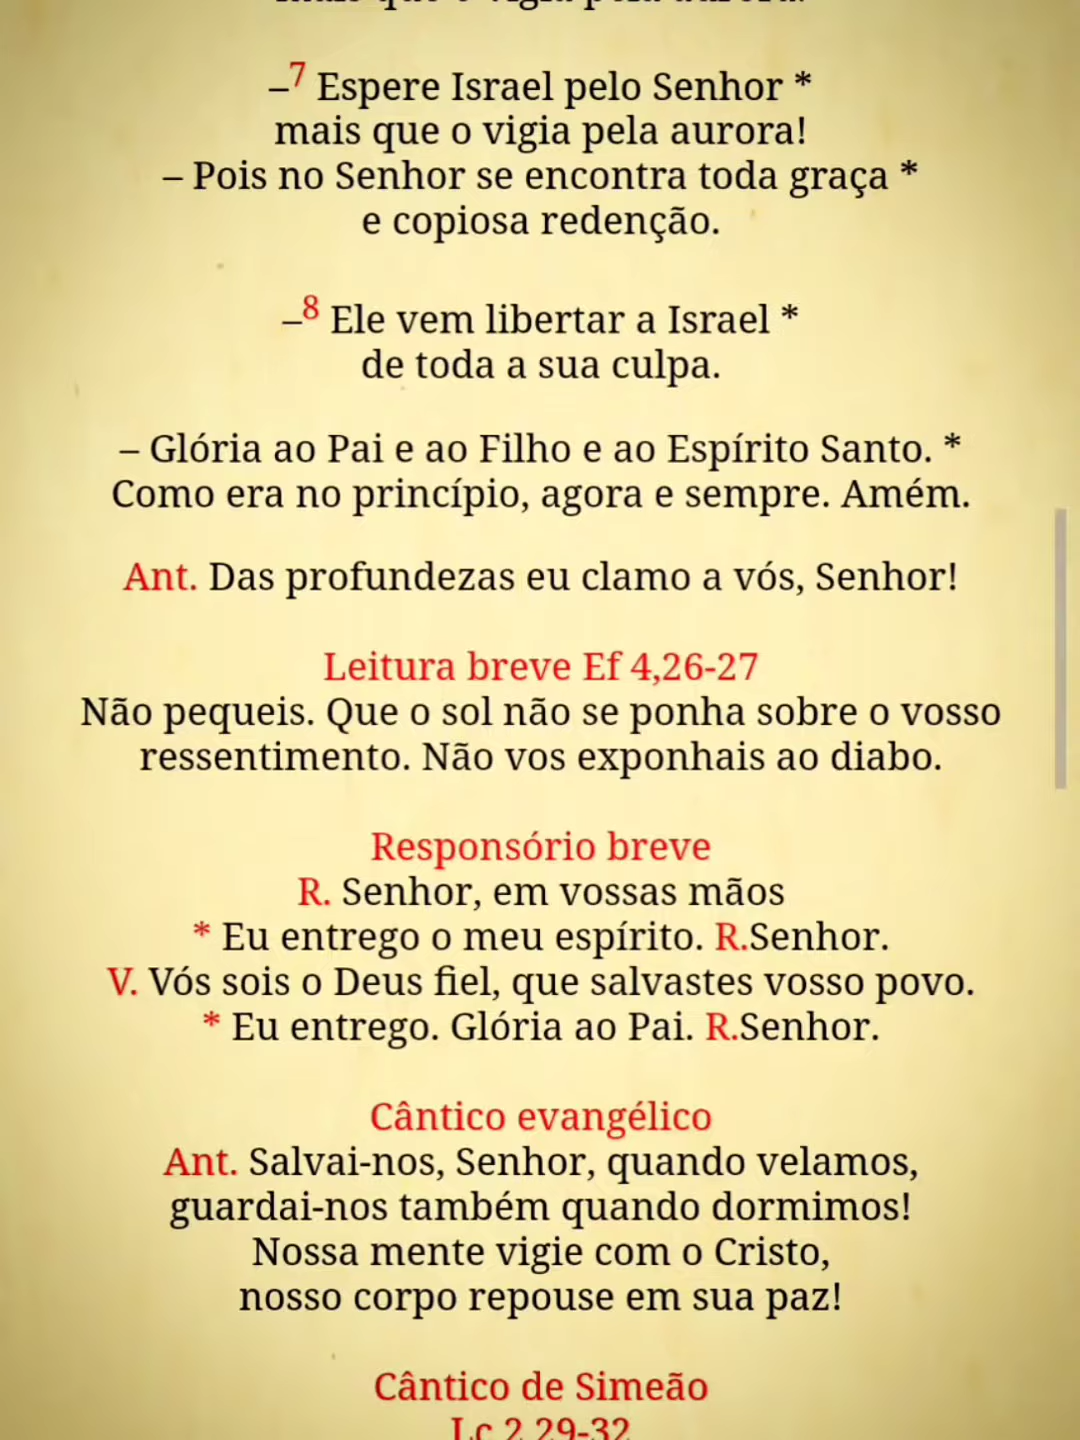 mais que o vigia pela aurora!
–7 Espere Israel pelo Senhor *
mais que o vigia pela aurora!
– Pois no Senhor se encontra toda graça *
e copiosa redenção.
–8 Ele vem libertar a Israel *
de toda a sua culpa.
– Glória ao Pai e ao Filho e ao Espírito Santo. *
Como era no princípio, agora e sempre. Amém.
Ant. Das profundezas eu clamo a vós, Senhor!
Leitura breve Ef 4,26-27
Não pequeis. Que o sol não se ponha sobre o vosso
ressentimento. Não vos exponhais ao diabo.
Responsório breve
R. Senhor, em vossas mãos
* Eu entrego o meu espírito. R.Senhor.
V. Vós sois o Deus fiel, que salvastes vosso povo.
* Eu entrego. Glória ao Pai. R.Senhor.
Cântico evangélico
Ant. Salvai-nos, Senhor, quando velamos,
guardai-nos também quando dormimos!
Nossa mente vigie com o Cristo,
nosso corpo repouse em sua paz!
Cântico de Simeão
Lc 2,29-32